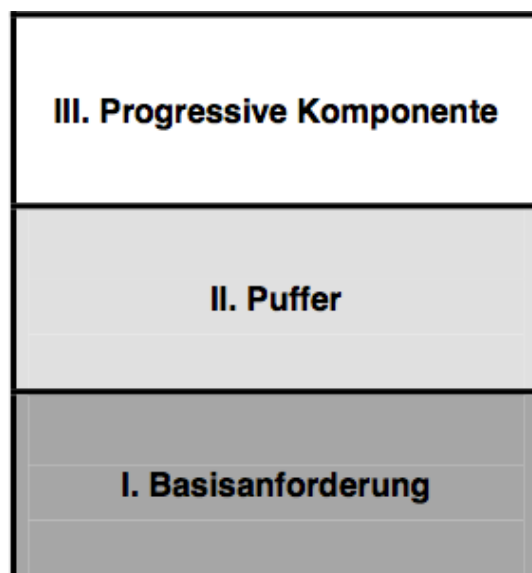 III. Progressive Komponente
II. Puffer
I. Basisanforderung